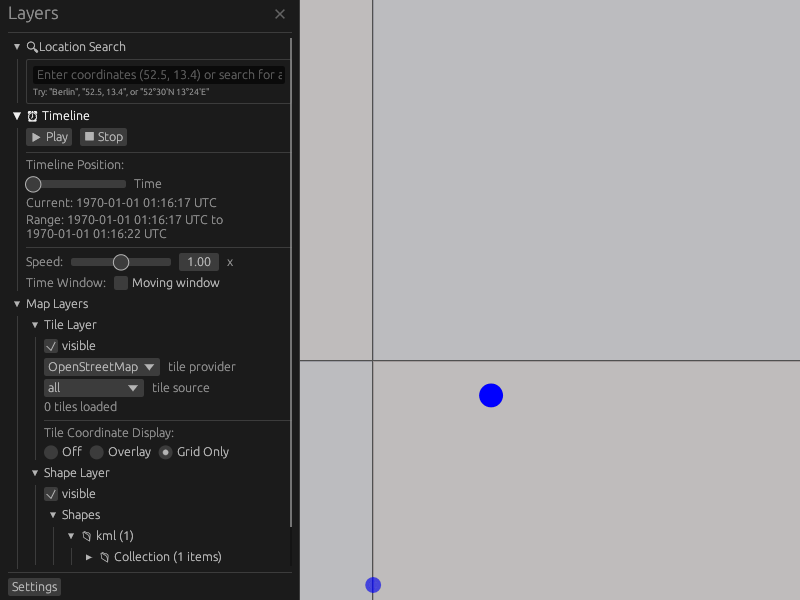 Layers
Location Search
Enter coordinates (52.5, 13.4) or search for a
Try: "Berlin", "52.5, 13.4", or "52°30'N 13°24'E"
Timeline
Play Stop
Timeline Position:
Time
Current: 1970-01-01 01:16:17 UTC
Range: 1970-01-01 01:16:17 UTC to
1970-01-01 01:16:22 UTC
Speed: 1.00 x
Time Window: Moving window
Map Layers
Tile Layer
visible
OpenStreetMap tile provider
all tile source
0 tiles loaded
Tile Coordinate Display:
Off Overlay Grid Only
Shape Layer
visible
Shapes
kml (1)
Collection (1 items)
Settings